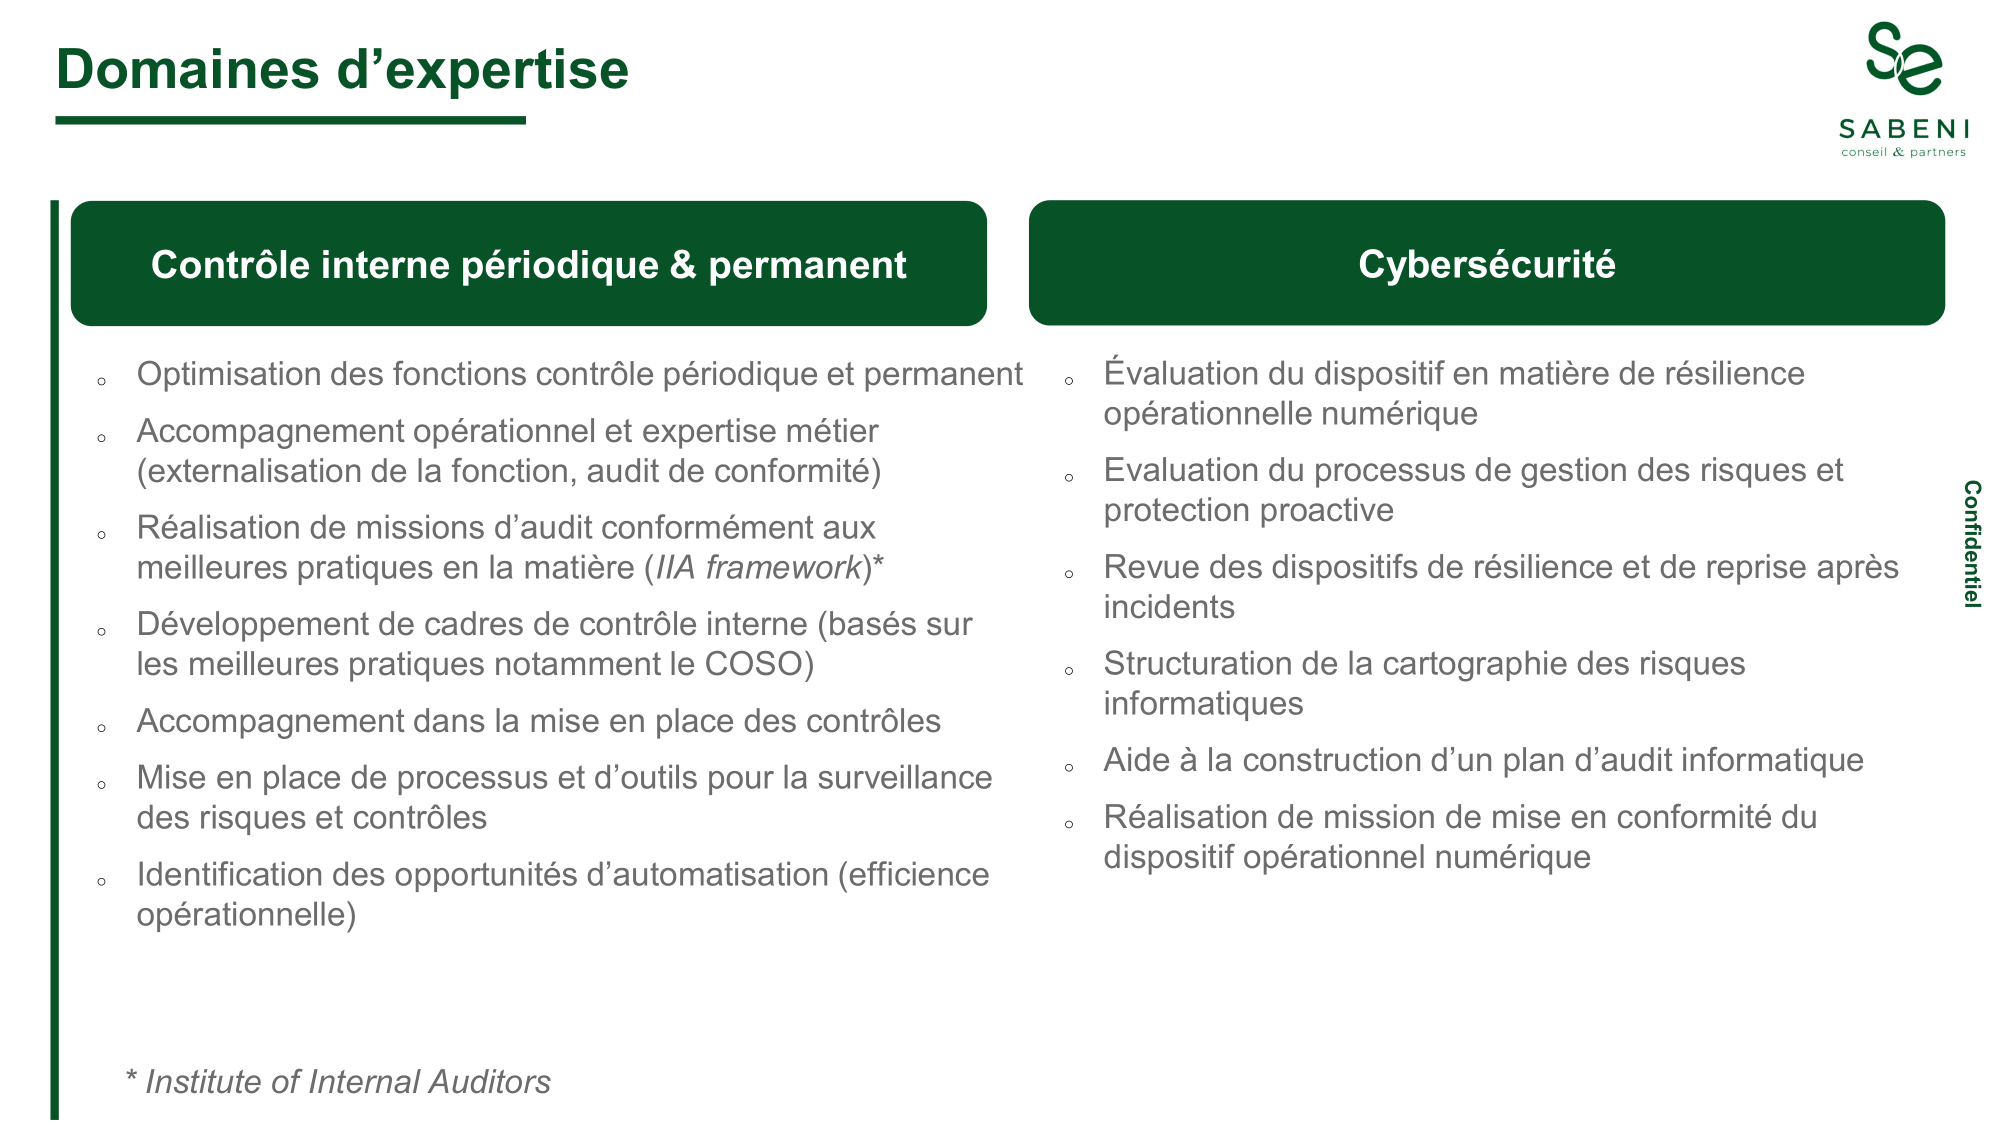 Domaines d’expertise
Se
SABENI
conseil & partners
Contrôle interne périodique & permanent
Optimisation des fonctions contrôle périodique et permanent
Accompagnement opérationnel et expertise métier
(externalisation de la fonction, audit de conformité)
Réalisation de missions d’audit conformément aux
meilleures pratiques en la matière (IIA framework)*
Développement de cadres de contrôle interne (basés sur
les meilleures pratiques notamment le COSO)
Accompagnement dans la mise en place des contrôles
Mise en place de processus et d’outils pour la surveillance
des risques et contrôles
Identification des opportunités d’automatisation (efficience
opérationnelle)
Cybersécurité
Évaluation du dispositif en matière de résilience
opérationnelle numérique
Evaluation du processus de gestion des risques et
protection proactive
Revue des dispositifs de résilience et de reprise après
incidents
Structuration de la cartographie des risques
informatiques
Aide à la construction d’un plan d’audit informatique
Réalisation de mission de mise en conformité du
dispositif opérationnel numérique
Confidentiel
* Institute of Internal Auditors